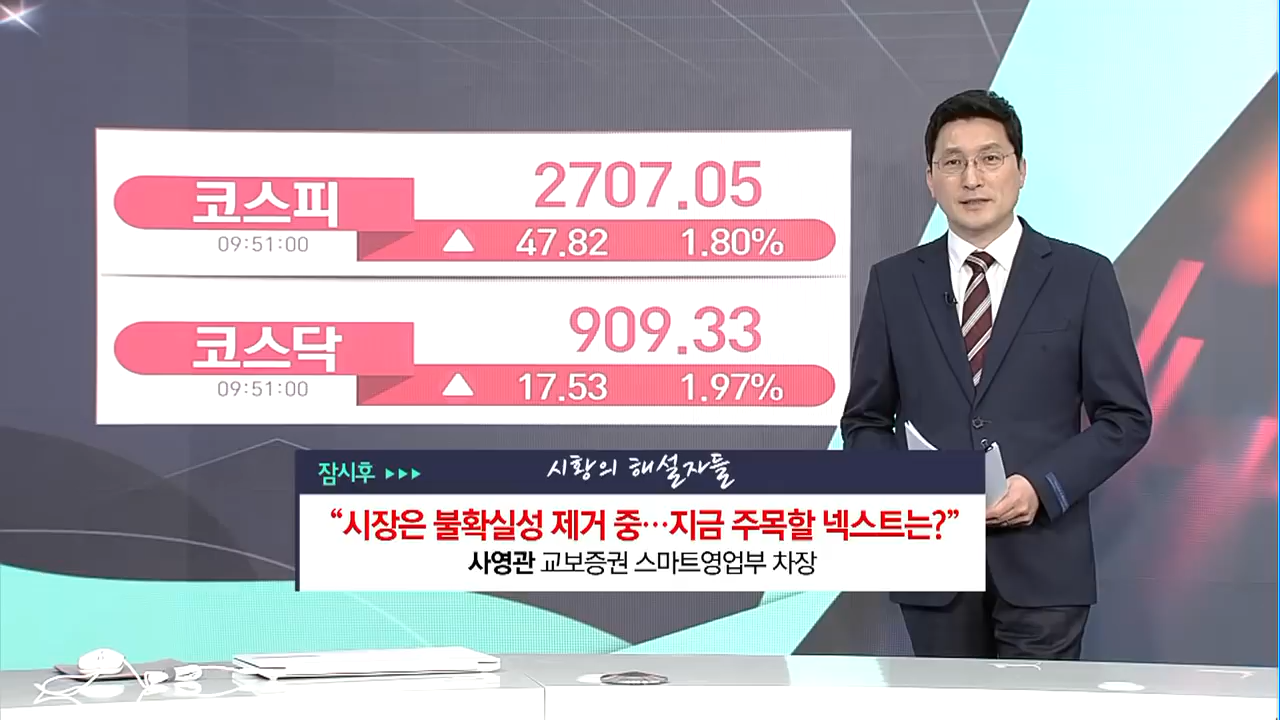 코스피
2707.05
09:51:00
▲ 47.82 1.80%
코스닥
909.33
09:51:00
▲ 17.53 1.97%
잠시후 ▶▶▶ 시황의 해설자들
“시장은 불확실성 제거 중…지금 주목할 넥스트는?”
사영관 교보증권 스마트영업부 차장